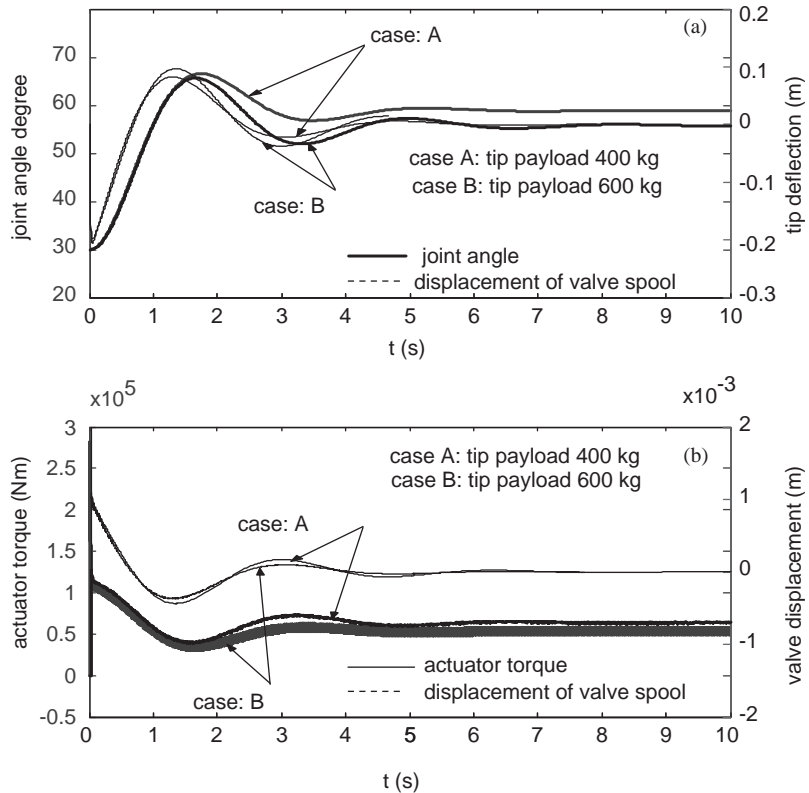 (a)
joint angle degree
70
60
50
40
30
20
case: A
case A: tip payload 400 kg
case B: tip payload 600 kg
case: B
joint angle
displacement of valve spool
0.2
0.1
0
-0.1
-0.2
-0.3
tip deflection (m)
0 1 2 3 4 5 6 7 8 9 10
t (s)
x10⁵
x10⁻³
(b)
actuator torque (Nm)
3
2.5
2
1.5
1
0.5
0
-0.5
case A: tip payload 400 kg
case B: tip payload 600 kg
case: A
case: B
actuator torque
displacement of valve spool
2
1
0
-1
-2
valve displacement (m)
0 1 2 3 4 5 6 7 8 9 10
t (s)